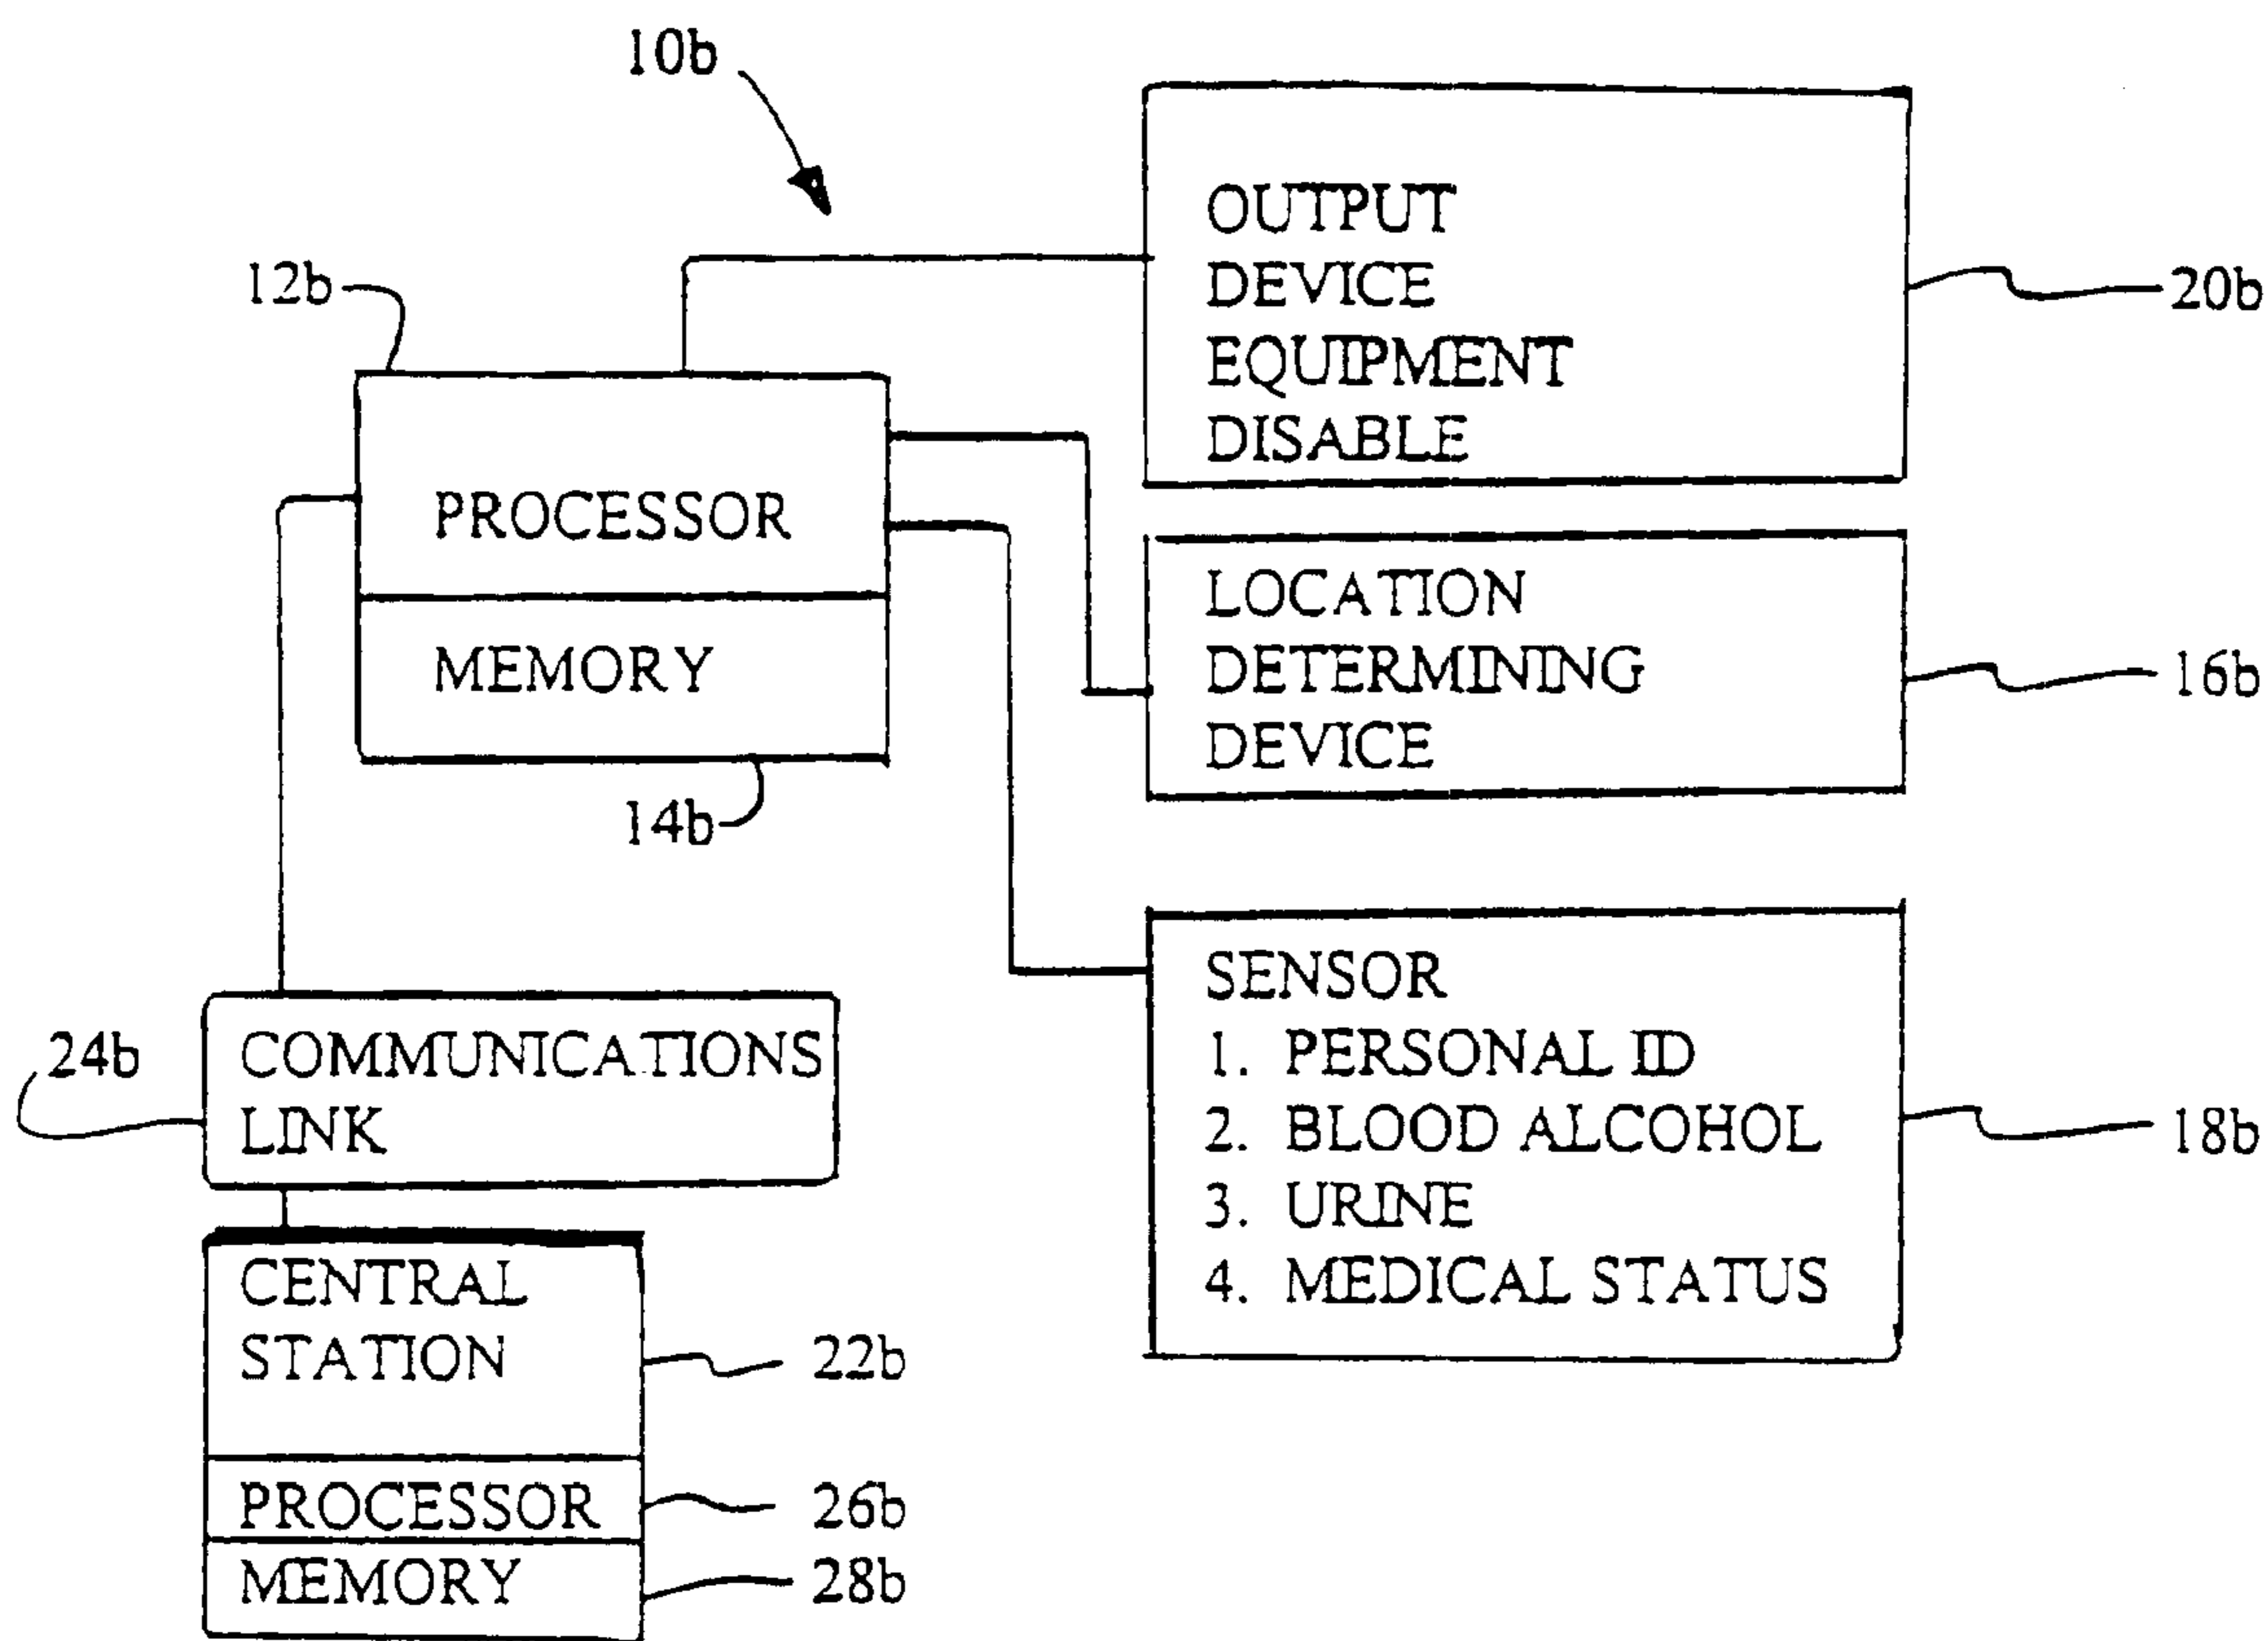 10b
OUTPUT
DEVICE
EQUIPMENT
DISABLE
20b
12b
PROCESSOR
MEMORY
14b
LOCATION
DETERMINING
DEVICE
16b
SENSOR
1. PERSONAL ID
2. BLOOD ALCOHOL
3. URINE
4. MEDICAL STATUS
18b
24b
COMMUNICATIONS
LINK
CENTRAL
STATION
22b
PROCESSOR
26b
MEMORY
28b